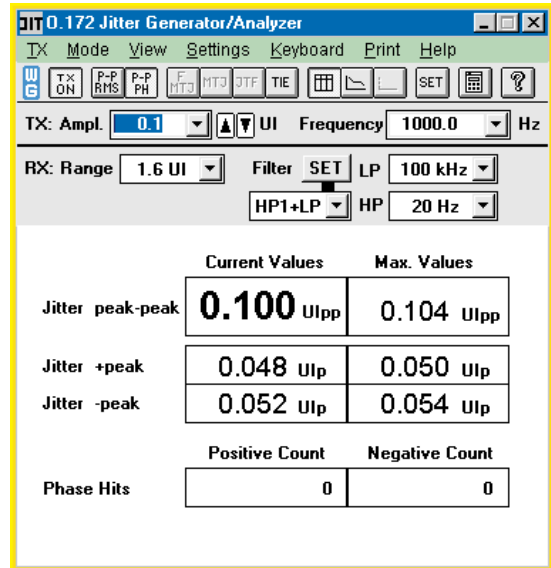 JIT O.172 Jitter Generator/Analyzer
TX Mode View Settings Keyboard Print Help
WG TX ON P-P RMS P-P PH F MTJ MTJ JTF TIE SET ?
TX: Ampl. 0.1 UI Frequency 1000.0 Hz
RX: Range 1.6 UI Filter SET LP 100 kHz
HP1+LP HP 20 Hz
Current Values Max. Values
Jitter peak-peak 0.100 UIpp 0.104 UIpp
Jitter +peak 0.048 UIp 0.050 UIp
Jitter -peak 0.052 UIp 0.054 UIp
Positive Count Negative Count
Phase Hits 0 0